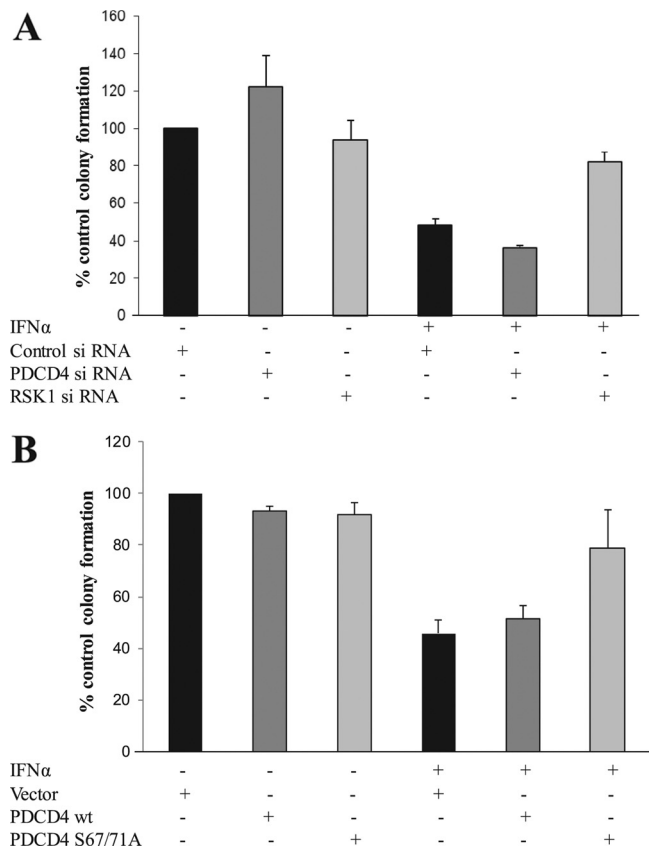 A
% control colony formation
160
140
120
100
80
60
40
20
0
IFNα - - - + + +
Control si RNA + - - + - -
PDCD4 si RNA - + - - + -
RSK1 si RNA - - + - - +
B
% control colony formation
120
100
80
60
40
20
0
IFNα - - - + + +
Vector + - - + - -
PDCD4 wt - + - - + -
PDCD4 S67/71A - - + - - +